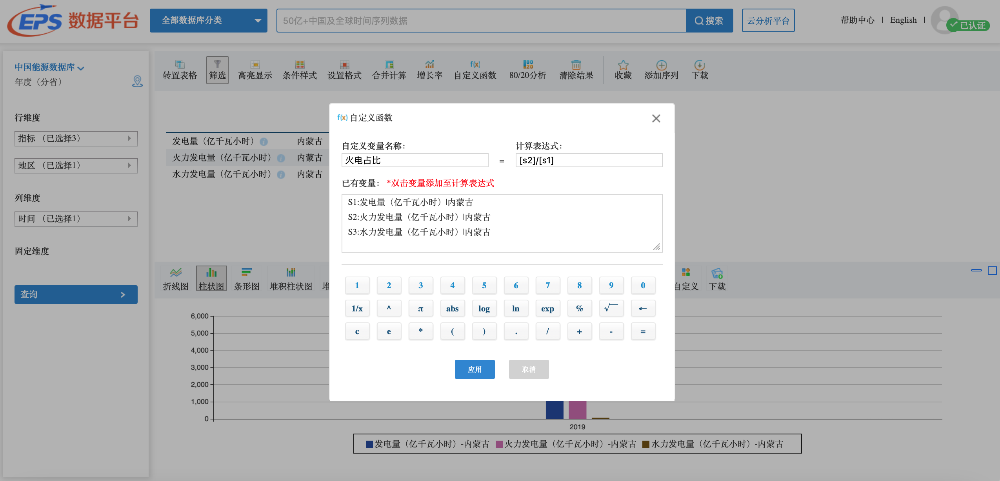 EPS 数据平台
全部数据库分类
50亿+中国及全球时间序列数据
搜索
云分析平台
帮助中心 | English |
已认证
中国能源数据库
年度（分省）
行维度
指标 （已选择3）
地区 （已选择1）
列维度
时间 （已选择1）
固定维度
查询
转置表格 筛选 高亮显示 条件样式 设置格式 合并计算 增长率 f(x) 自定义函数 80/20分析 清除结果 收藏 添加序列 下载
发电量（亿千瓦小时） 内蒙古
火力发电量（亿千瓦小时） 内蒙古
水力发电量（亿千瓦小时） 内蒙古
f(x) 自定义函数
自定义变量名称： 计算表达式：
火电占比 = [s2]/[s1]
已有变量： *双击变量添加至计算表达式
S1:发电量（亿千瓦小时）|内蒙古
S2:火力发电量（亿千瓦小时）|内蒙古
S3:水力发电量（亿千瓦小时）|内蒙古
1 2 3 4 5 6 7 8 9 0
1/x ^ π abs log ln exp % √ ←
c e * ( ) . / + - =
应用 取消
折线图 柱状图 条形图 堆积柱状图 自定义 下载
6,000
5,000
4,000
3,000
2,000
1,000
0
2019
发电量（亿千瓦小时）-内蒙古 火力发电量（亿千瓦小时）-内蒙古 水力发电量（亿千瓦小时）-内蒙古